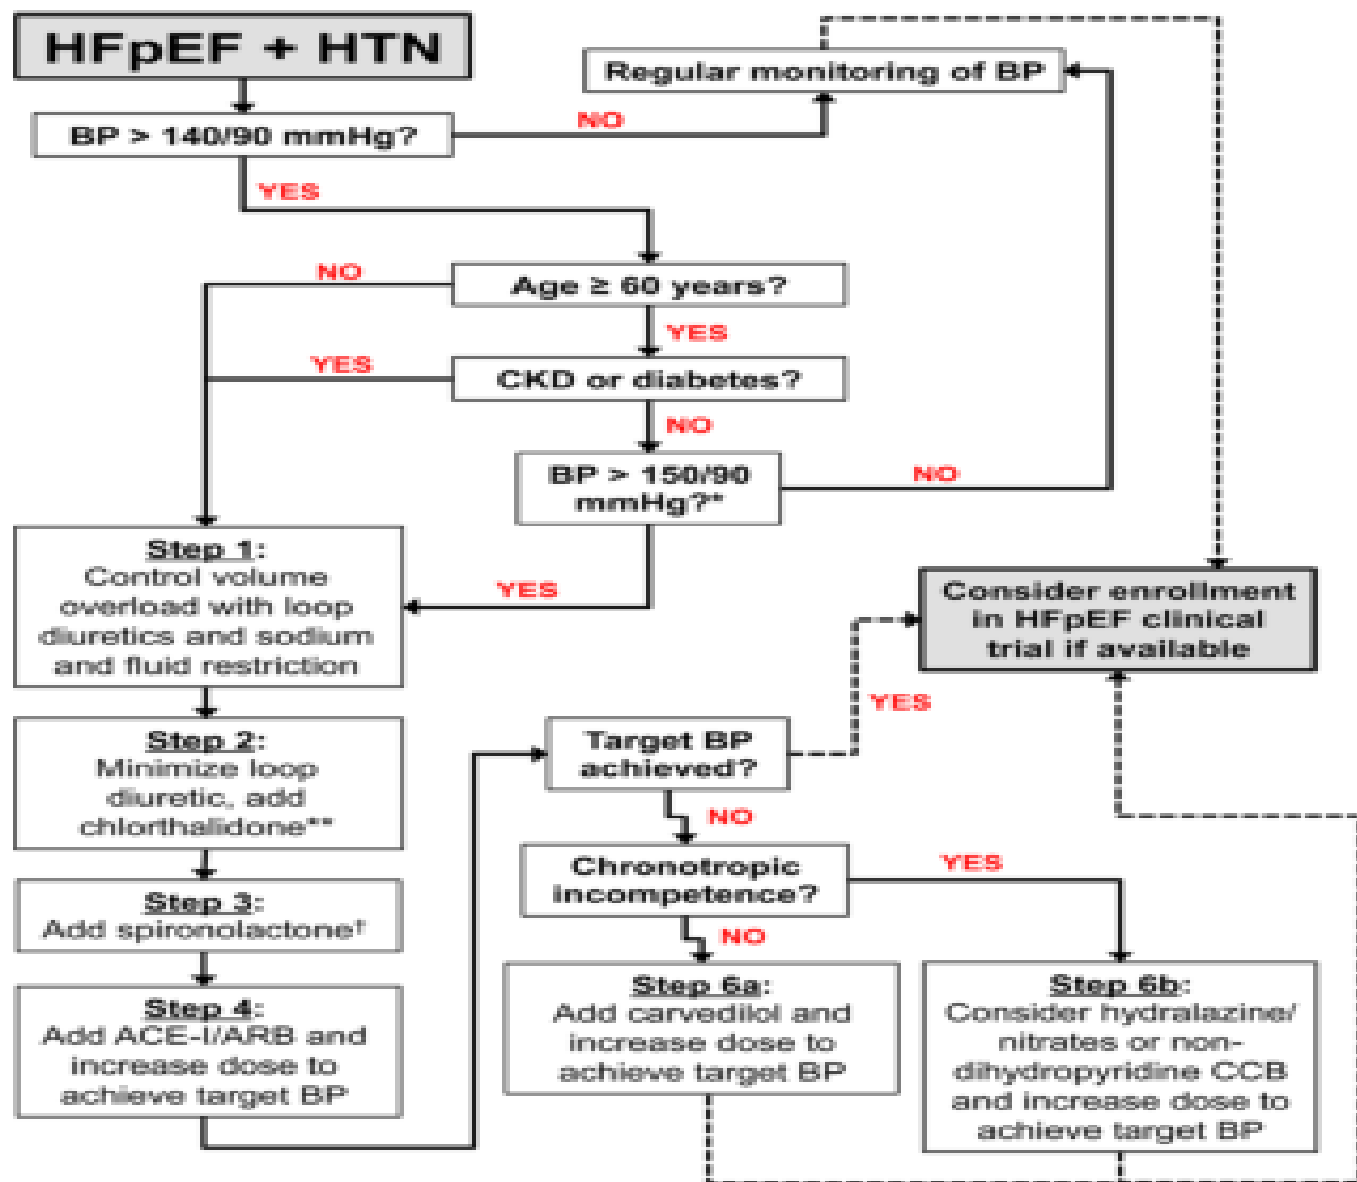 HFpEF + HTN
Regular monitoring of BP
BP > 140/90 mmHg?
NO
YES
NO
Age ≥ 60 years?
YES
YES
CKD or diabetes?
NO
BP > 150/90
mmHg?*
NO
YES
Step 1:
Control volume
overload with loop
diuretics and sodium
and fluid restriction
Consider enrollment
in HFpEF clinical
trial if available
Step 2:
Minimize loop
diuretic, add
chlorthalidone**
Target BP
achieved?
YES
NO
Step 3:
Add spironolactone†
Chronotropic
incompetence?
YES
NO
Step 4:
Add ACE-I/ARB and
increase dose to
achieve target BP
Step 6a:
Add carvedilol and
increase dose to
achieve target BP
Step 6b:
Consider hydralazine/
nitrates or non-
dihydropyridine CCB
and increase dose to
achieve target BP